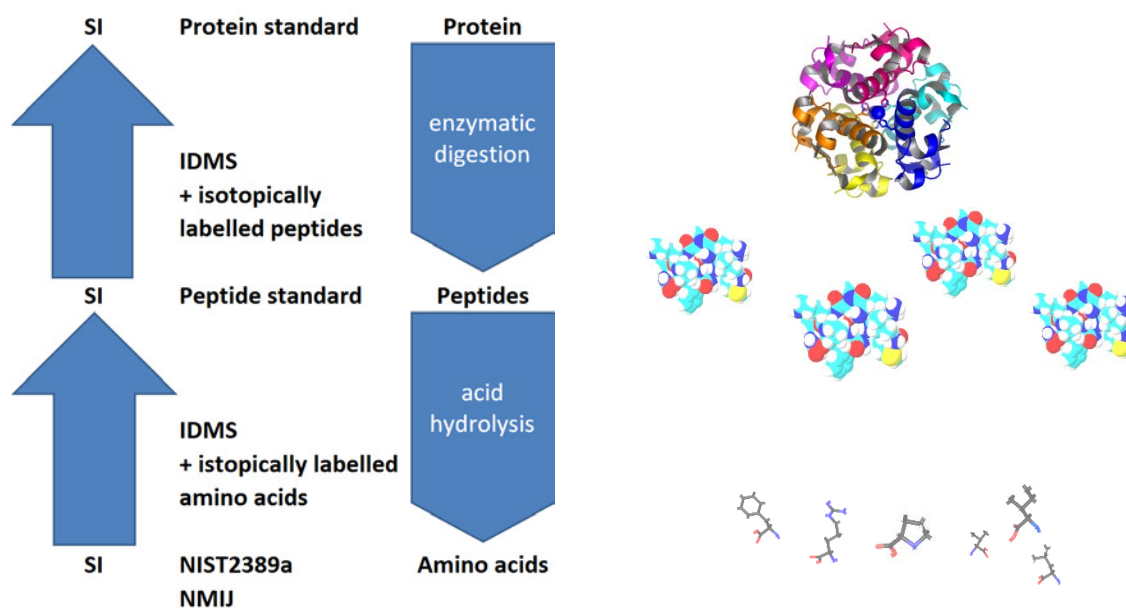 SI Protein standard Protein
enzymatic
digestion
IDMS
+ isotopically
labelled peptides
SI Peptide standard Peptides
acid
hydrolysis
IDMS
+ istopically labelled
amino acids
SI NIST2389a Amino acids
NMIJ